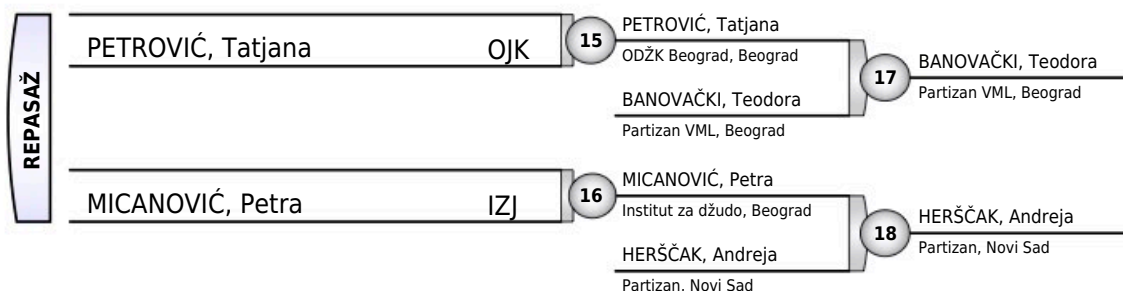 REPASAŽ
PETROVIĆ, Tatjana OJK
15
PETROVIĆ, Tatjana
ODŽK Beograd, Beograd
BANOVAČKI, Teodora
Partizan VML, Beograd
17
BANOVAČKI, Teodora
Partizan VML, Beograd
MICANOVIĆ, Petra IZJ
16
MICANOVIĆ, Petra
Institut za džudo, Beograd
HERŠČAK, Andreja
Partizan, Novi Sad
18
HERŠČAK, Andreja
Partizan, Novi Sad